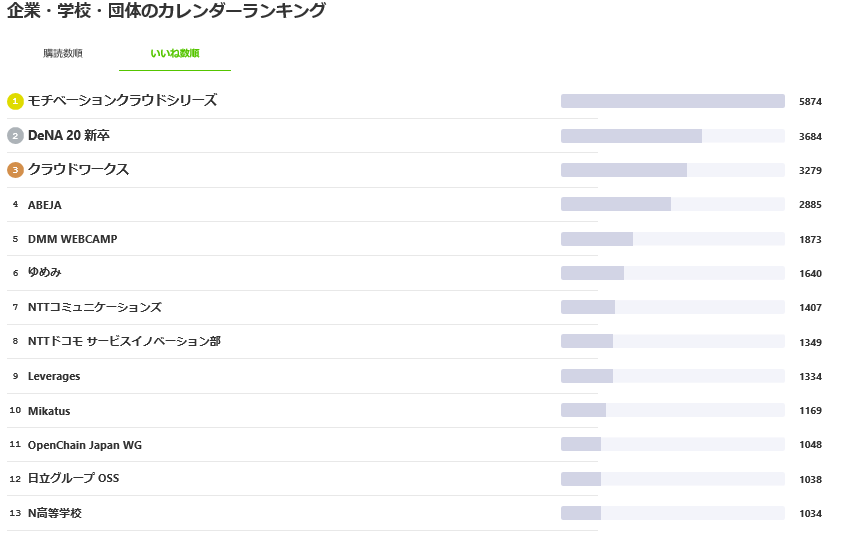 企業・学校・団体のカレンダーランキング
購読数順 いいね数順
1 モチベーションクラウドシリーズ 5874
2 DeNA 20 新卒 3684
3 クラウドワークス 3279
4 ABEJA 2885
5 DMM WEBCAMP 1873
6 ゆめみ 1640
7 NTTコミュニケーションズ 1407
8 NTTドコモ サービスイノベーション部 1349
9 Leverages 1334
10 Mikatus 1169
11 OpenChain Japan WG 1048
12 日立グループ OSS 1038
13 N高等学校 1034